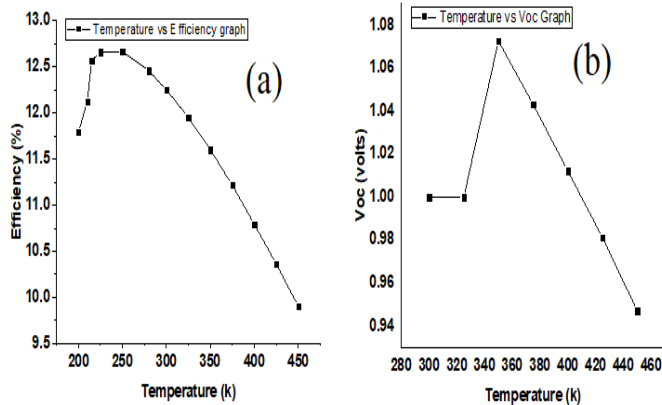 Temperature vs E fficiency graph
(a)
Efficiency (%)
13.0
12.5
12.0
11.5
11.0
10.5
10.0
9.5
200 250 300 350 400 450
Temperature (k)
Temperature vs Voc Graph
(b)
Voc (volts)
1.08
1.06
1.04
1.02
1.00
0.98
0.96
0.94
280 300 320 340 360 380 400 420 440 460
Temperature (k)